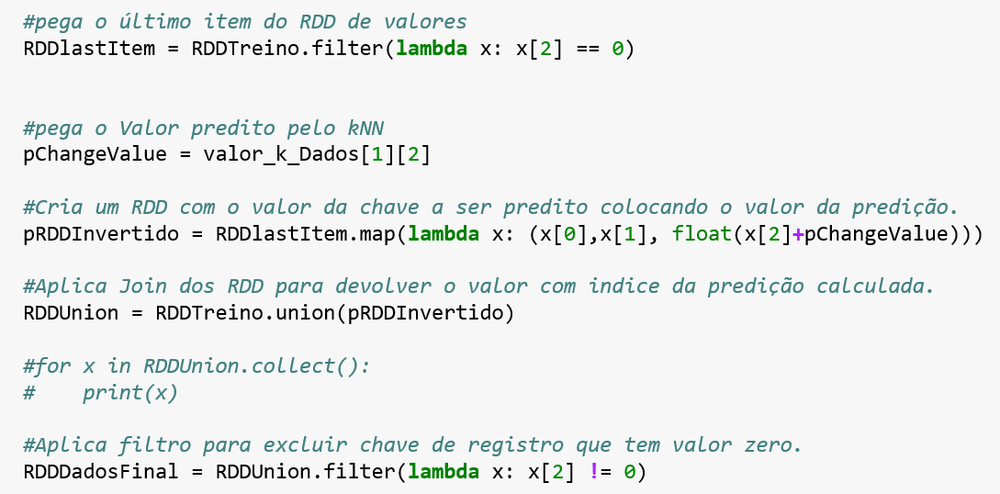 #pega o último item do RDD de valores
RDDlastItem = RDDTreino.filter(lambda x: x[2] == 0)
#pega o Valor predito pelo kNN
pChangeValue = valor_k_Dados[1][2]
#Cria um RDD com o valor da chave a ser predito colocando o valor da predição.
pRDDInvertido = RDDlastItem.map(lambda x: (x[0],x[1], float(x[2]+pChangeValue)))
#Aplica Join dos RDD para devolver o valor com indice da predição calculada.
RDDUnion = RDDTreino.union(pRDDInvertido)
#for x in RDDUnion.collect():
#    print(x)
#Aplica filtro para excluir chave de registro que tem valor zero.
RDDDadosFinal = RDDUnion.filter(lambda x: x[2] != 0)